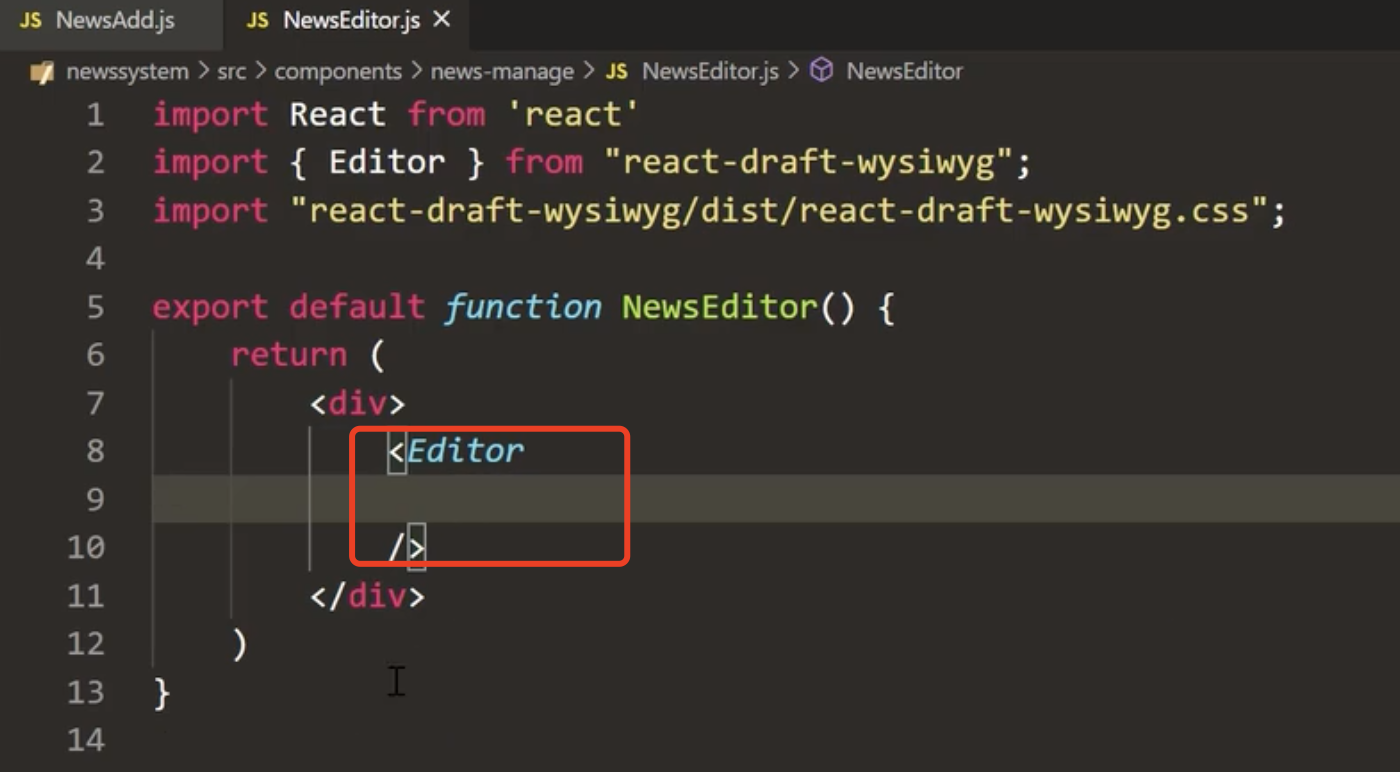 JS NewsAdd.js JS NewsEditor.js ×
newssystem > src > components > news-manage > JS NewsEditor.js > NewsEditor
1 import React from 'react'
2 import { Editor } from "react-draft-wysiwyg";
3 import "react-draft-wysiwyg/dist/react-draft-wysiwyg.css";
4
5 export default function NewsEditor() {
6 return (
7 <div>
8 <Editor
9
10 />
11 </div>
12 )
13 }
14